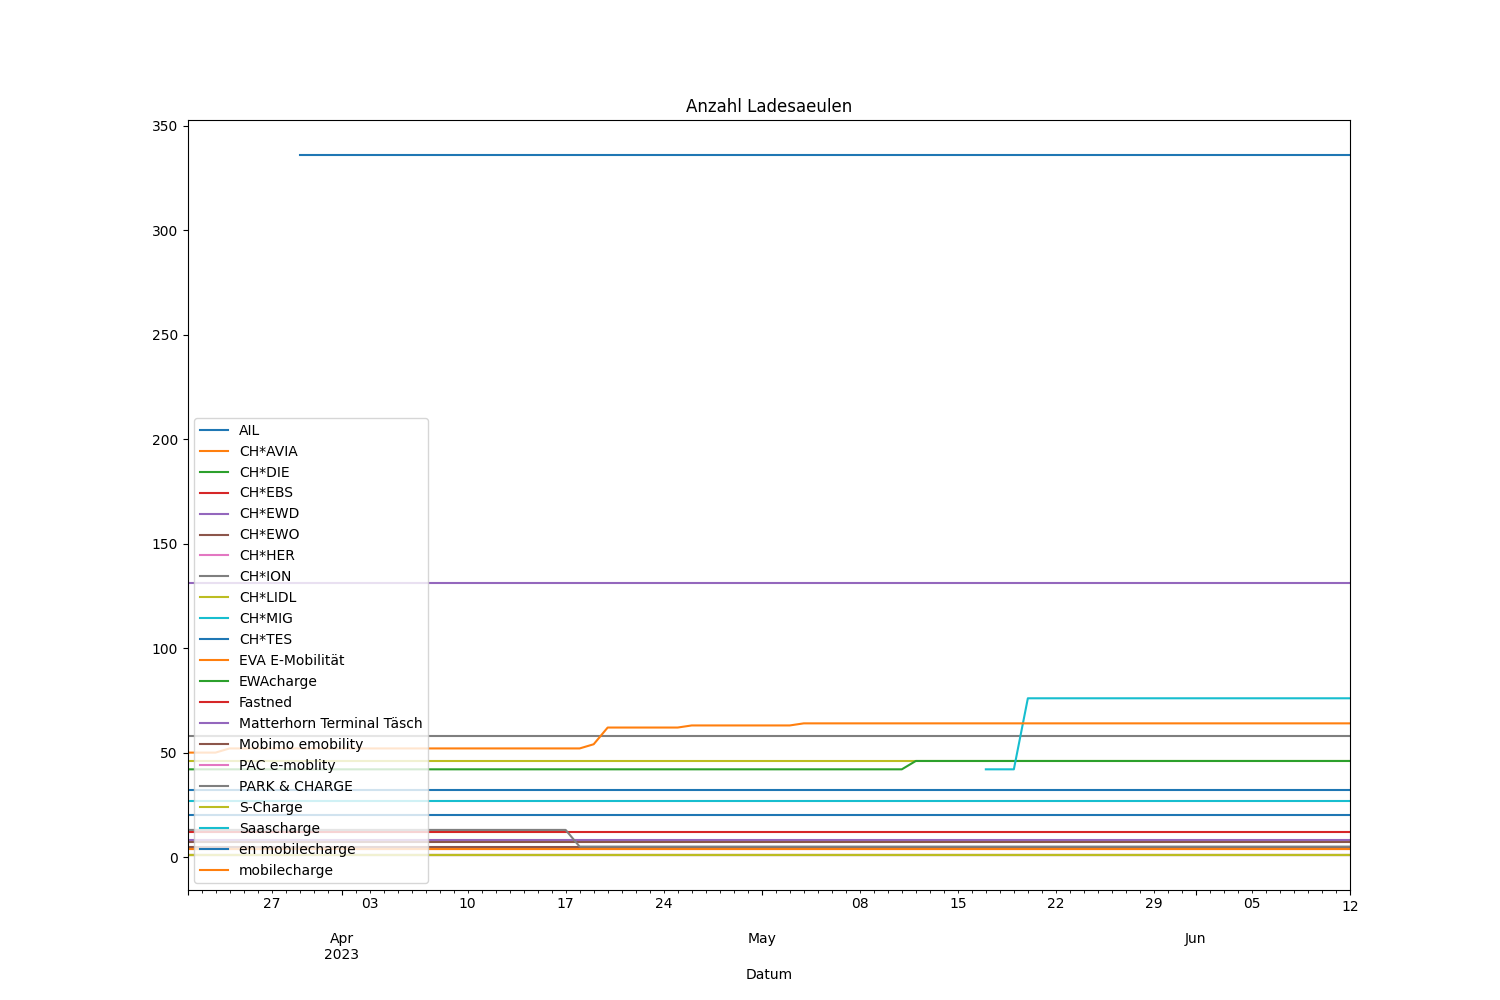 Anzahl Ladesaeulen
350
300
250
200
150
100
50
0
AIL
CH*AVIA
CH*DIE
CH*EBS
CH*EWD
CH*EWO
CH*HER
CH*ION
CH*LIDL
CH*MIG
CH*TES
EVA E-Mobilität
EWAcharge
Fastned
Matterhorn Terminal Täsch
Mobimo emobility
PAC e-moblity
PARK & CHARGE
S-Charge
Saascharge
en mobilecharge
mobilecharge
27 03 10 17 24 08 15 22 29 05 12
Apr May Jun
2023
Datum